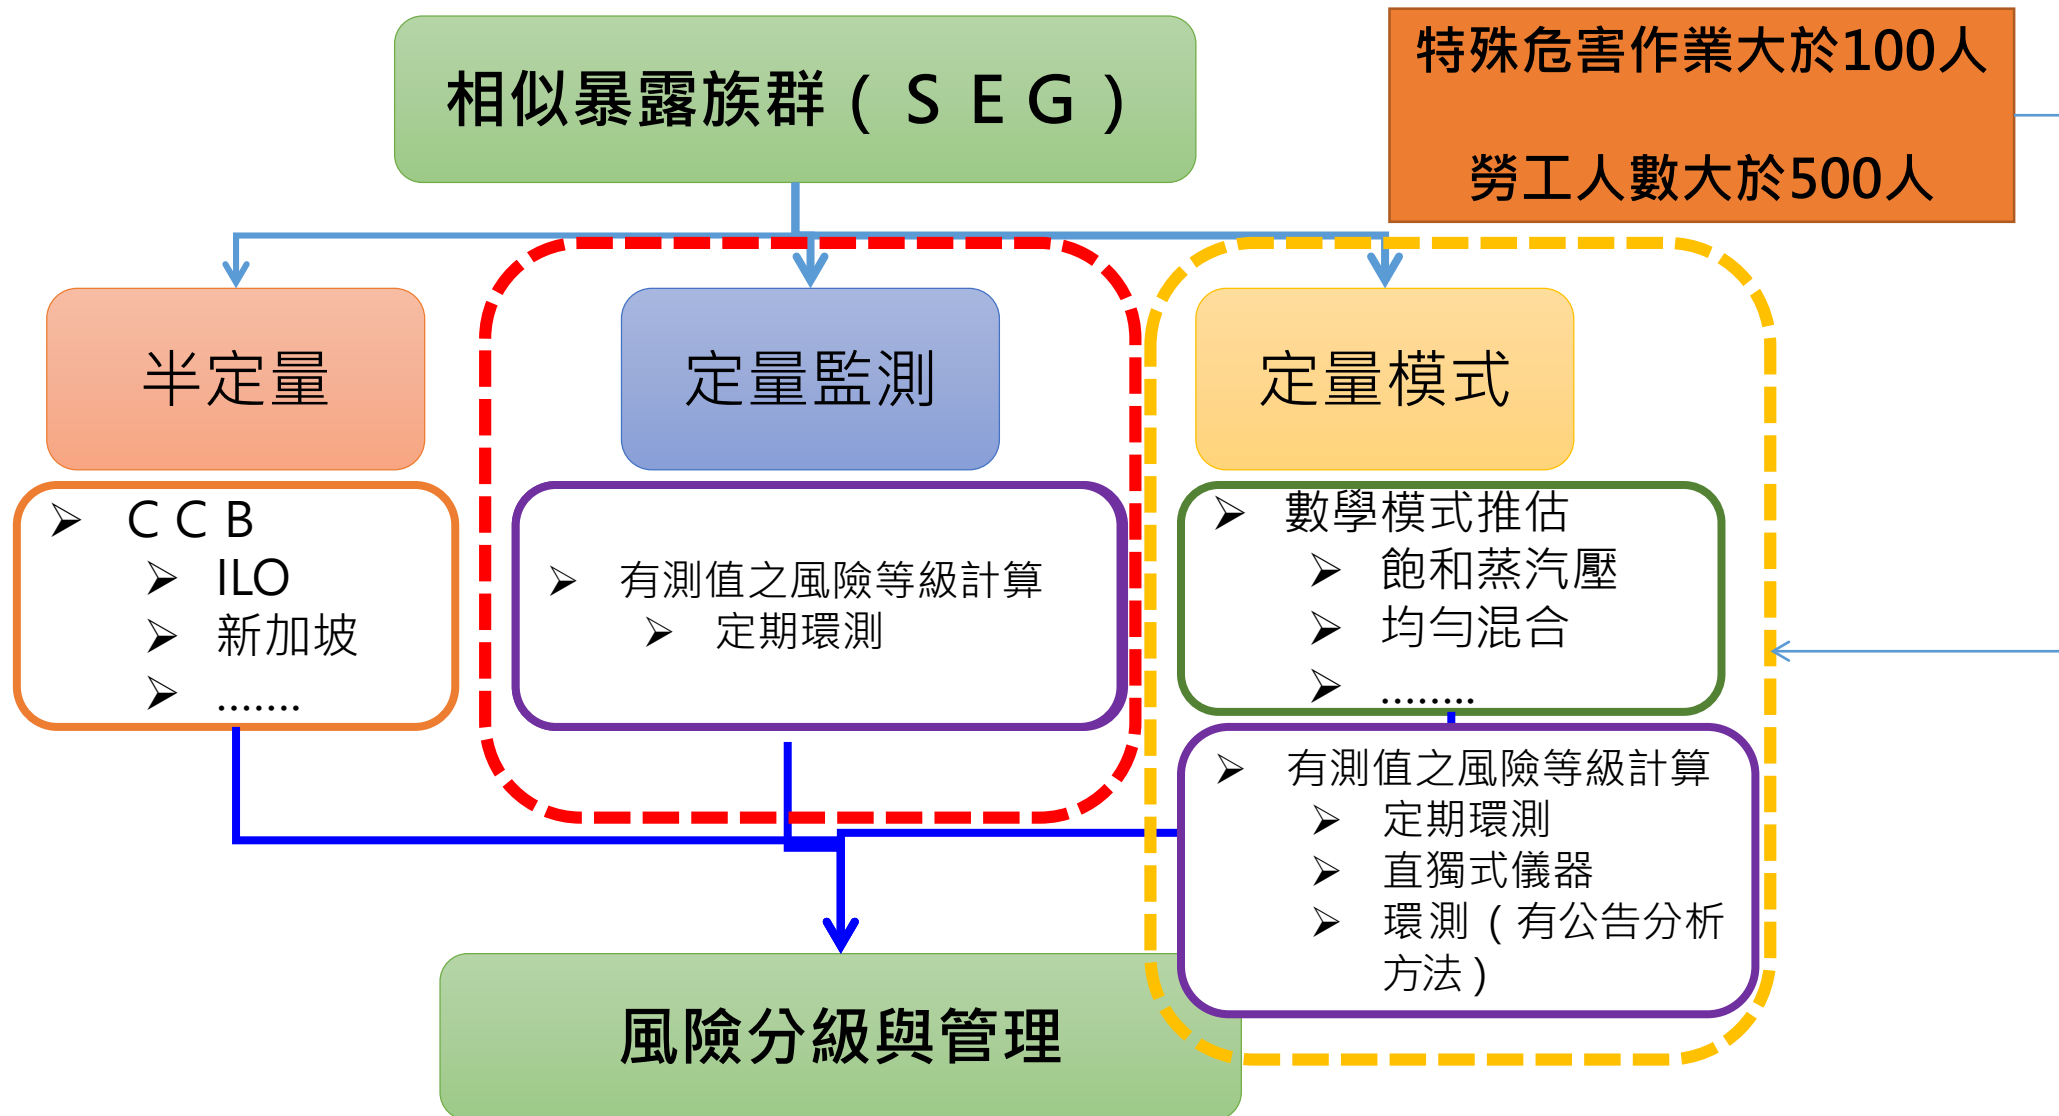 相似暴露族群（ＳＥＧ）
特殊危害作業大於100人
勞工人數大於500人
半定量
定量監測
定量模式
ＣＣＢ
ILO
新加坡
.......
有測值之風險等級計算
定期環測
數學模式推估
飽和蒸汽壓
均勻混合
........
有測值之風險等級計算
定期環測
直獨式儀器
環測（有公告分析
方法）
風險分級與管理